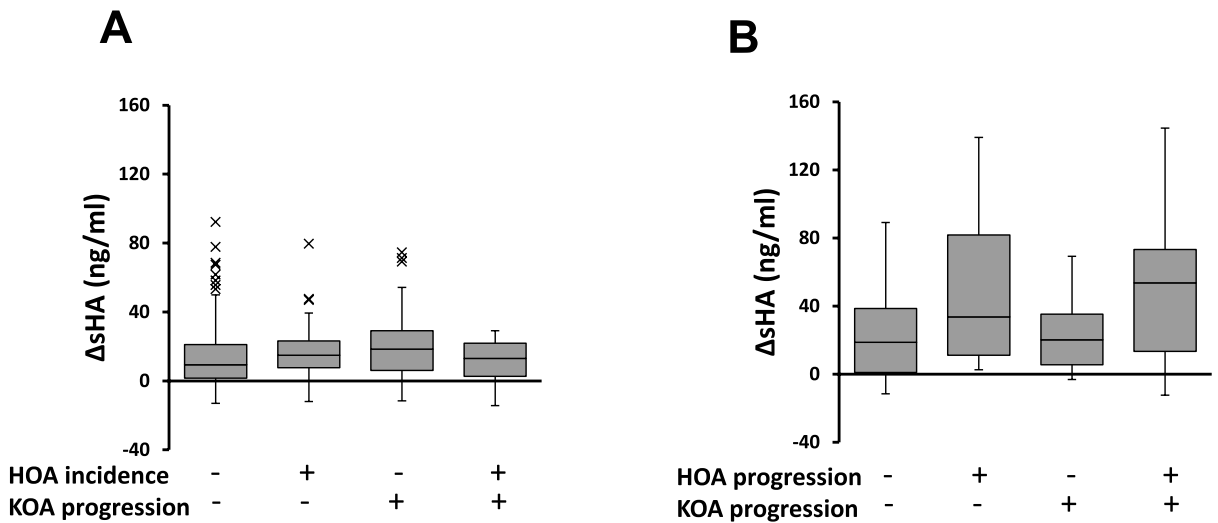 A
160
120
80
40
0
-40
ΔsHA (ng/ml)
HOA incidence - + - +
KOA progression - - + +
B
160
120
80
40
0
-40
ΔsHA (ng/ml)
HOA progression - + - +
KOA progression - - + +